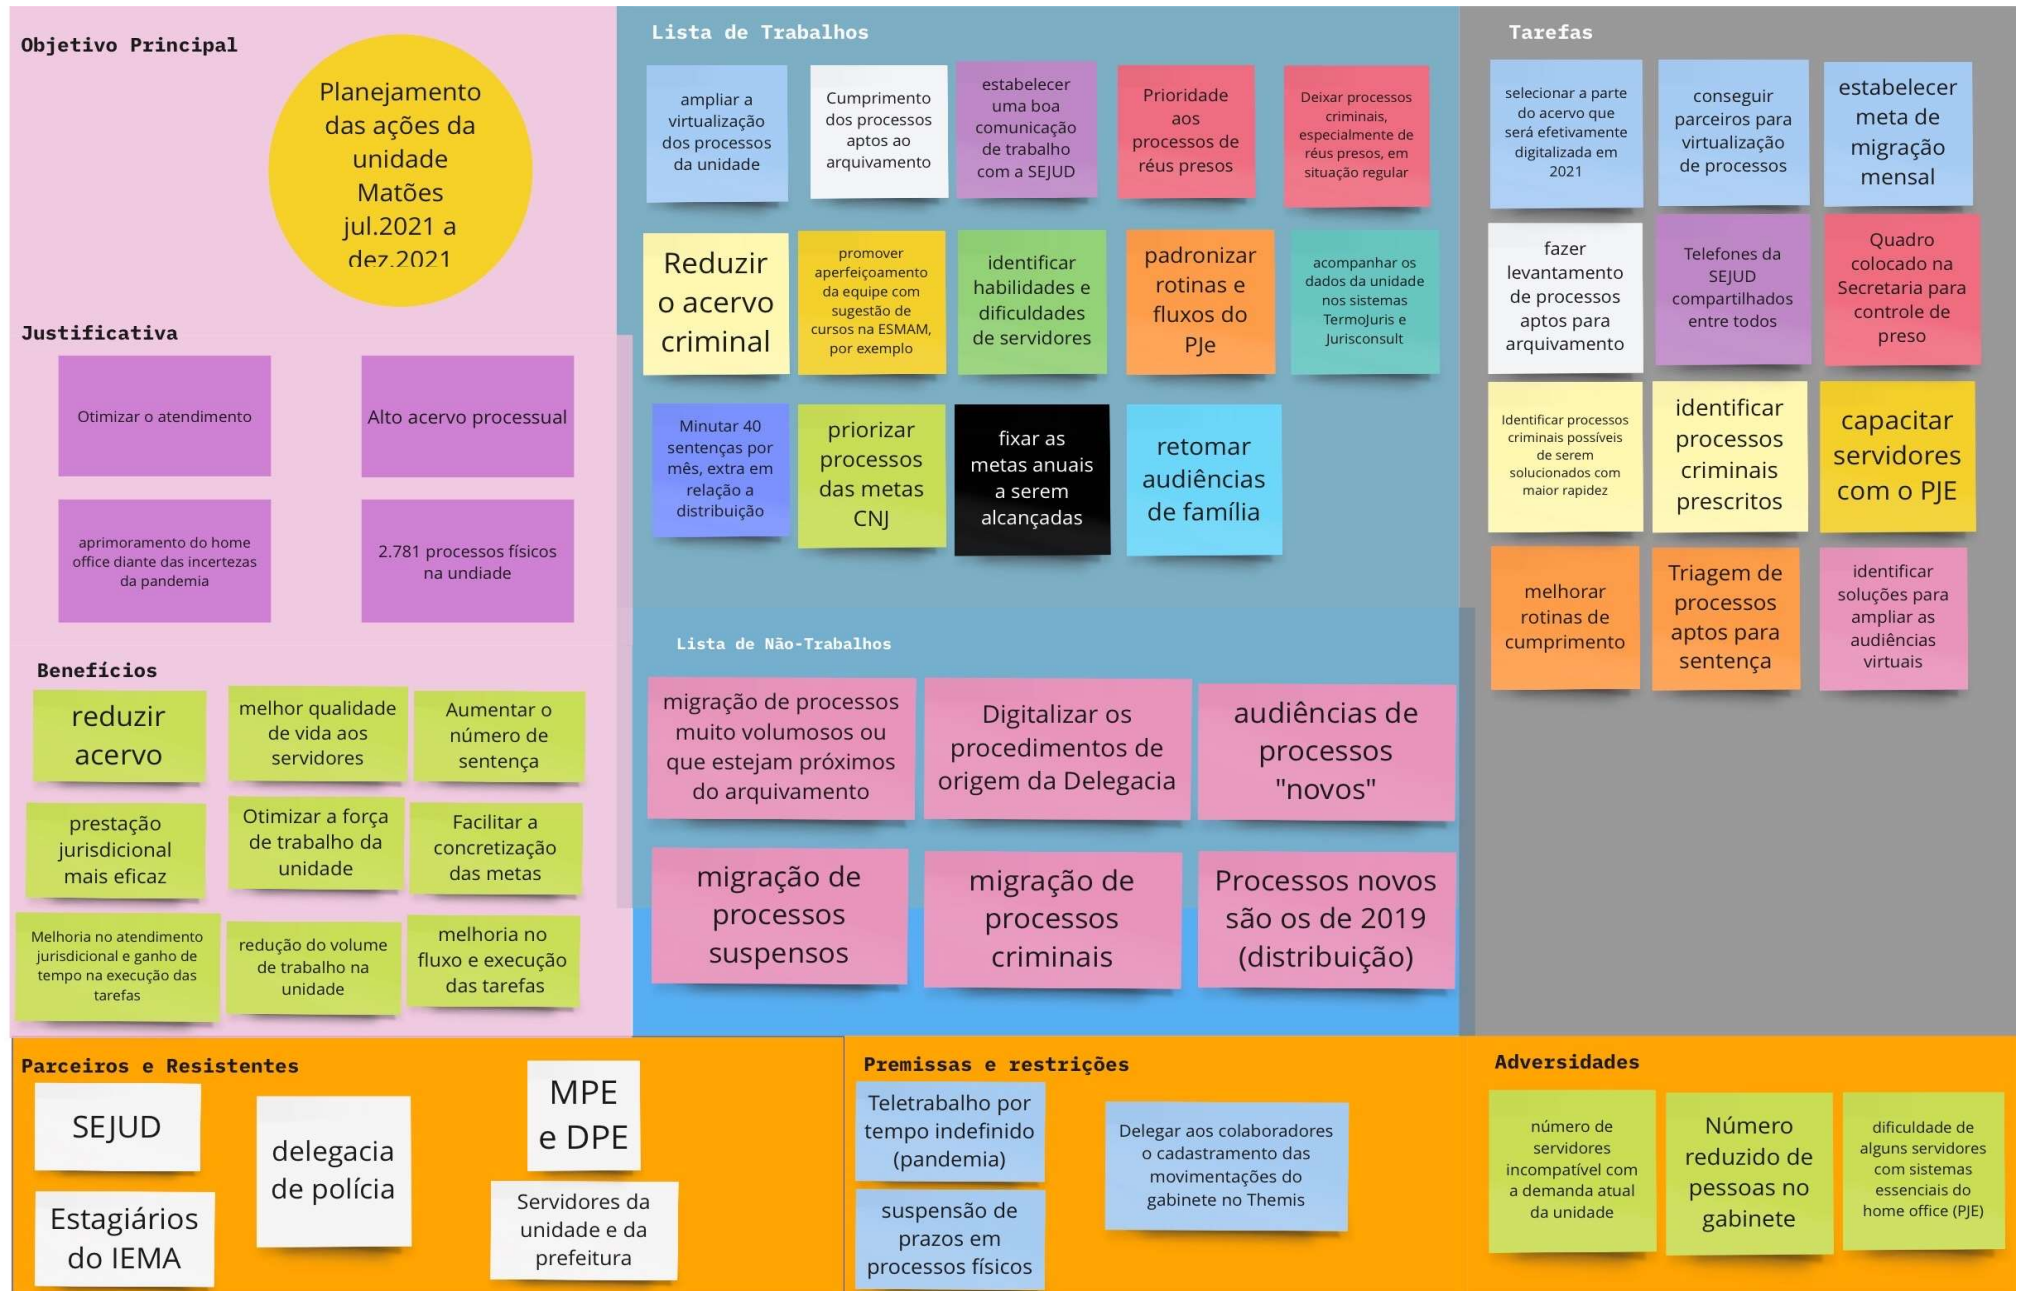 Objetivo Principal
Planejamento
das ações da
unidade
Matões
jul.2021 a
dez.2021
Justificativa
Otimizar o atendimento
Alto acervo processual
aprimoramento do home
office diante das incertezas
da pandemia
2.781 processos físicos
na undiade
Benefícios
reduzir
acervo
melhor qualidade
de vida aos
servidores
Aumentar o
número de
sentença
prestação
jurisdicional
mais eficaz
Otimizar a força
de trabalho da
unidade
Facilitar a
concretização
das metas
Melhoria no atendimento
jurisdicional e ganho de
tempo na execução das
tarefas
redução do volume
de trabalho na
unidade
melhoria no
fluxo e execução
das tarefas
Lista de Trabalhos
ampliar a
virtualização
dos processos
da unidade
Cumprimento
dos processos
aptos ao
arquivamento
estabelecer
uma boa
comunicação
de trabalho
com a SEJUD
Prioridade
aos
processos de
réus presos
Deixar processos
criminais,
especialmente de
réus presos, em
situação regular
Reduzir
o acervo
criminal
promover
aperfeiçoamento
da equipe com
sugestão de
cursos na ESMAM,
por exemplo
identificar
habilidades e
dificuldades
de servidores
padronizar
rotinas e
fluxos do
PJe
acompanhar os
dados da unidade
nos sistemas
TermoJuris e
Jurisconsult
Minutar 40
sentenças por
mês, extra em
relação a
distribuição
priorizar
processos
das metas
CNJ
fixar as
metas anuais
a serem
alcançadas
retomar
audiências
de família
Lista de Não-Trabalhos
migração de processos
muito volumosos ou
que estejam próximos
do arquivamento
Digitalizar os
procedimentos de
origem da Delegacia
audiências de
processos
"novos"
migração de
processos
suspensos
migração de
processos
criminais
Processos novos
são os de 2019
(distribuição)
Tarefas
selecionar a parte
do acervo que
será efetivamente
digitalizada em
2021
conseguir
parceiros para
virtualização
de processos
estabelecer
meta de
migração
mensal
fazer
levantamento
de processos
aptos para
arquivamento
Telefones da
SEJUD
compartilhados
entre todos
Quadro
colocado na
Secretaria para
controle de
preso
Identificar processos
criminais possíveis
de serem
solucionados com
maior rapidez
identificar
processos
criminais
prescritos
capacitar
servidores
com o PJE
melhorar
rotinas de
cumprimento
Triagem de
processos
aptos para
sentença
identificar
soluções para
ampliar as
audiências
virtuais
Parceiros e Resistentes
SEJUD
delegacia
de polícia
MPE
e DPE
Estagiários
do IEMA
Servidores da
unidade e da
prefeitura
Premissas e restrições
Teletrabalho por
tempo indefinido
(pandemia)
Delegar aos colaboradores
o cadastramento das
movimentações do
gabinete no Themis
suspensão de
prazos em
processos físicos
Adversidades
número de
servidores
incompatível com
a demanda atual
da unidade
Número
reduzido de
pessoas no
gabinete
dificuldade de
alguns servidores
com sistemas
essenciais do
home office (PJE)